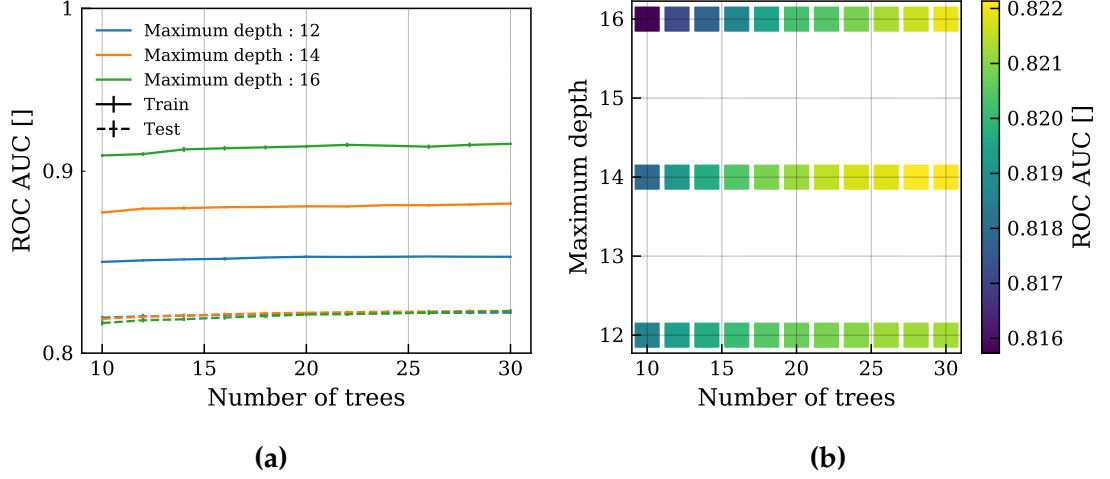 1
0.9
0.8
ROC AUC []
Maximum depth : 12
Maximum depth : 14
Maximum depth : 16
Train
Test
10
15
20
25
30
Number of trees
(a)
16
15
14
13
12
Maximum depth
10
15
20
25
30
Number of trees
(b)
0.822
0.821
0.820
0.819
0.818
0.817
0.816
ROC AUC []